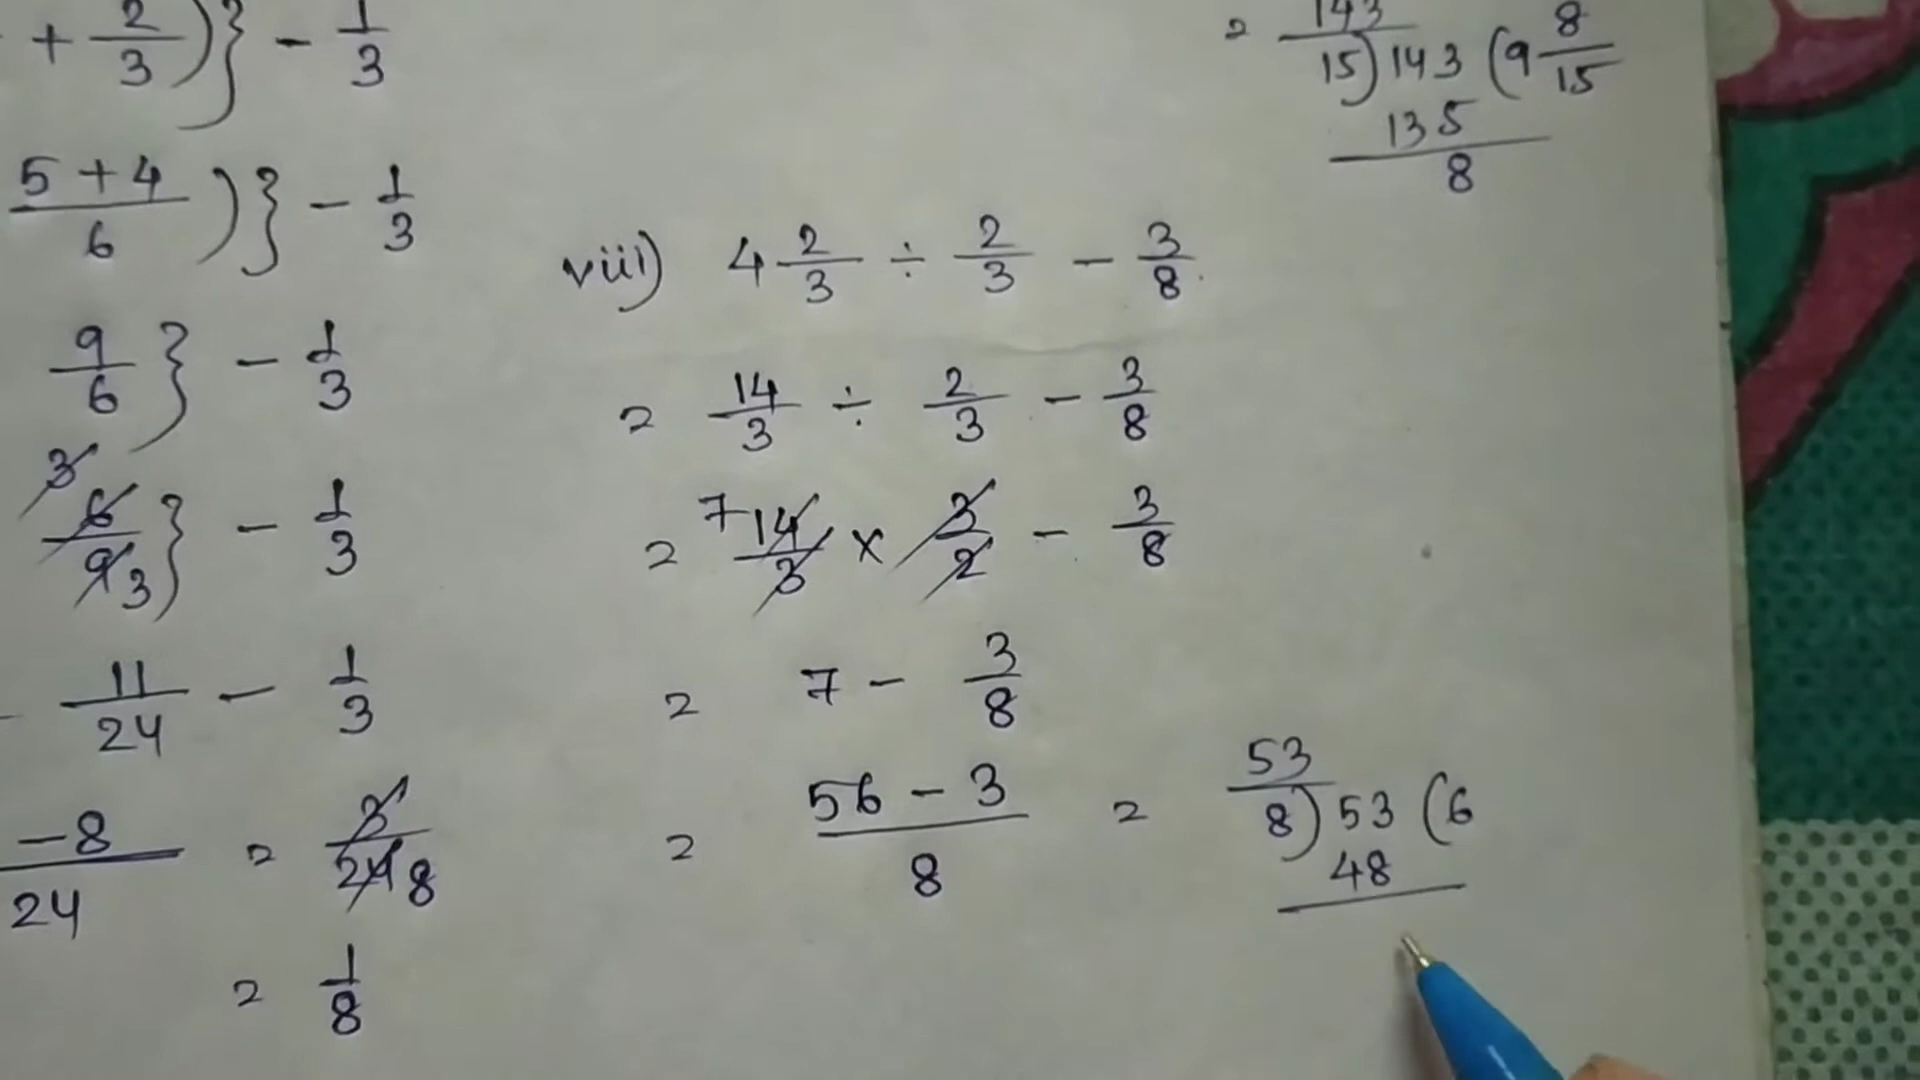 + 2/3)} - 1/3
5 + 4/6)} - 1/3
9/6} - 1/3
3 6/9 3} - 1/3
- 11/24 - 1/3
- 8/24 = 3/24 8
= 1/8
= 143/15) 143 (9 8/15
135
8
viii) 4 2/3 ÷ 2/3 - 3/8
= 14/3 ÷ 2/3 - 3/8
= 7 14/3 × 3/2 - 3/8
= 7 - 3/8
= 56 - 3/8 = 53/8) 53 (6
48